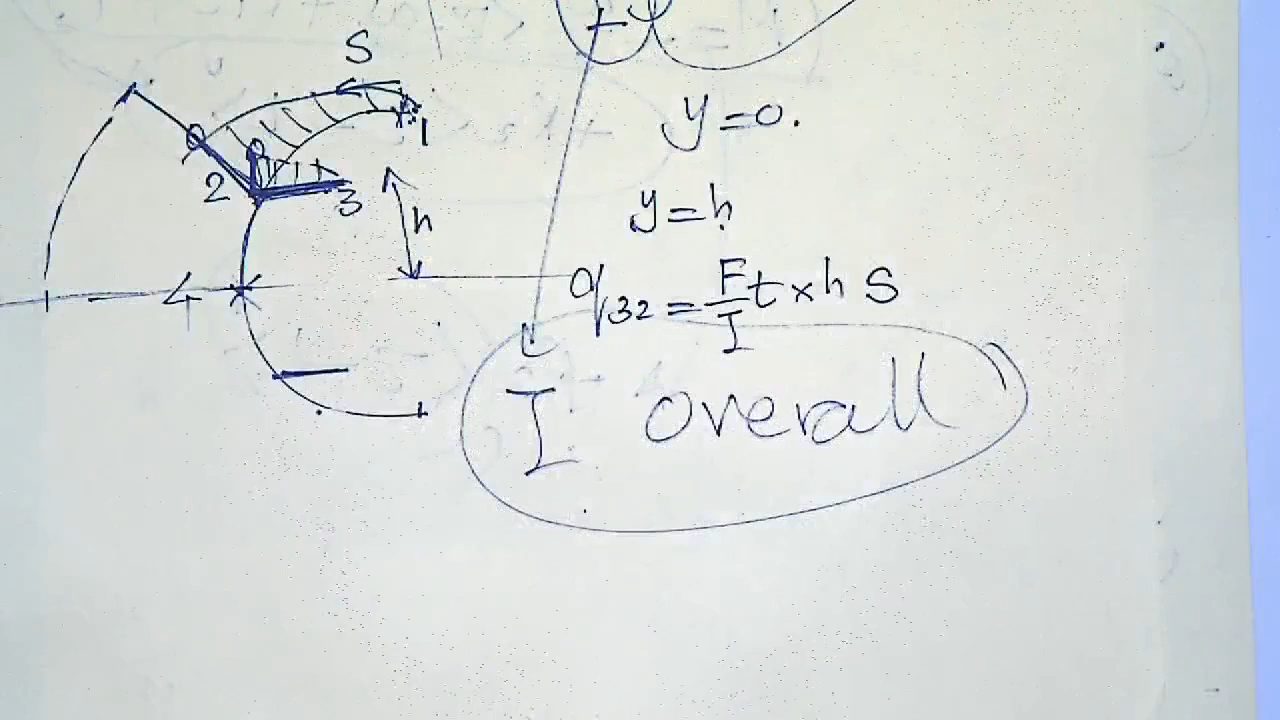 S
1
y=0.
2
3
h
y=h
4
q32 = F/I t × h S
I overall